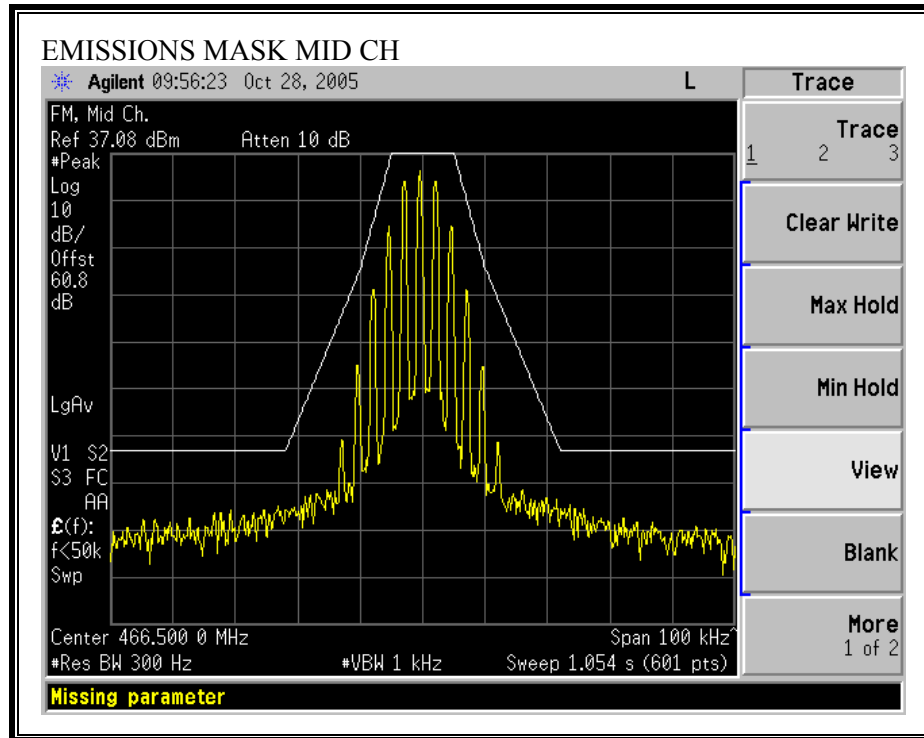 EMISSIONS MASK MID CH
Agilent 09:56:23 Oct 28, 2005 L
FM, Mid Ch.
Ref 37.08 dBm Atten 10 dB
#Peak
Log
10
dB/
Offst
60.8
dB
LgAv
V1 S2
S3 FC
AA
£(f):
f<50k
Swp
Center 466.500 0 MHz Span 100 kHz^
#Res BW 300 Hz #VBW 1 kHz Sweep 1.054 s (601 pts)
Missing parameter
Trace
Trace
1 2 3
Clear Write
Max Hold
Min Hold
View
Blank
More
1 of 2